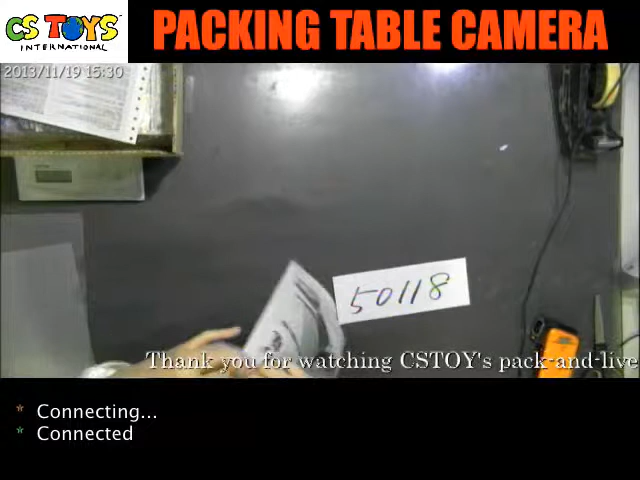 CS TOYS
INTERNATIONAL
PACKING TABLE CAMERA
2013/11/19 15:30
50118
Thank you for watching CSTOY's pack-and-live
* Connecting...
* Connected